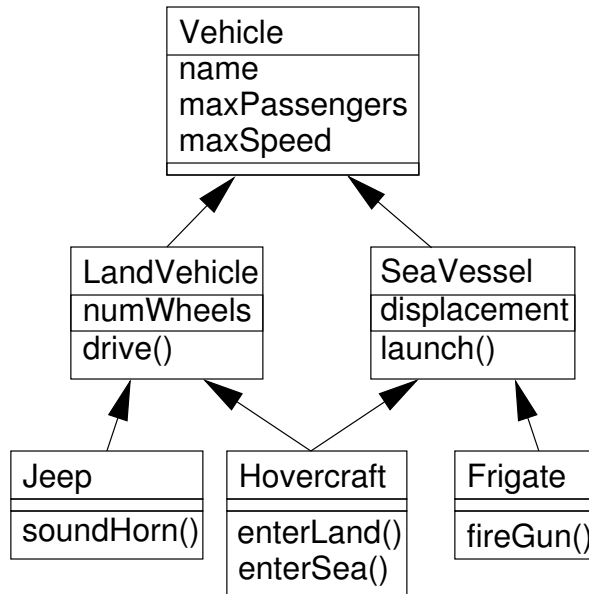 Vehicle
name
maxPassengers
maxSpeed
LandVehicle
numWheels
drive()
SeaVessel
displacement
launch()
Jeep
soundHorn()
Hovercraft
enterLand()
enterSea()
Frigate
fireGun()